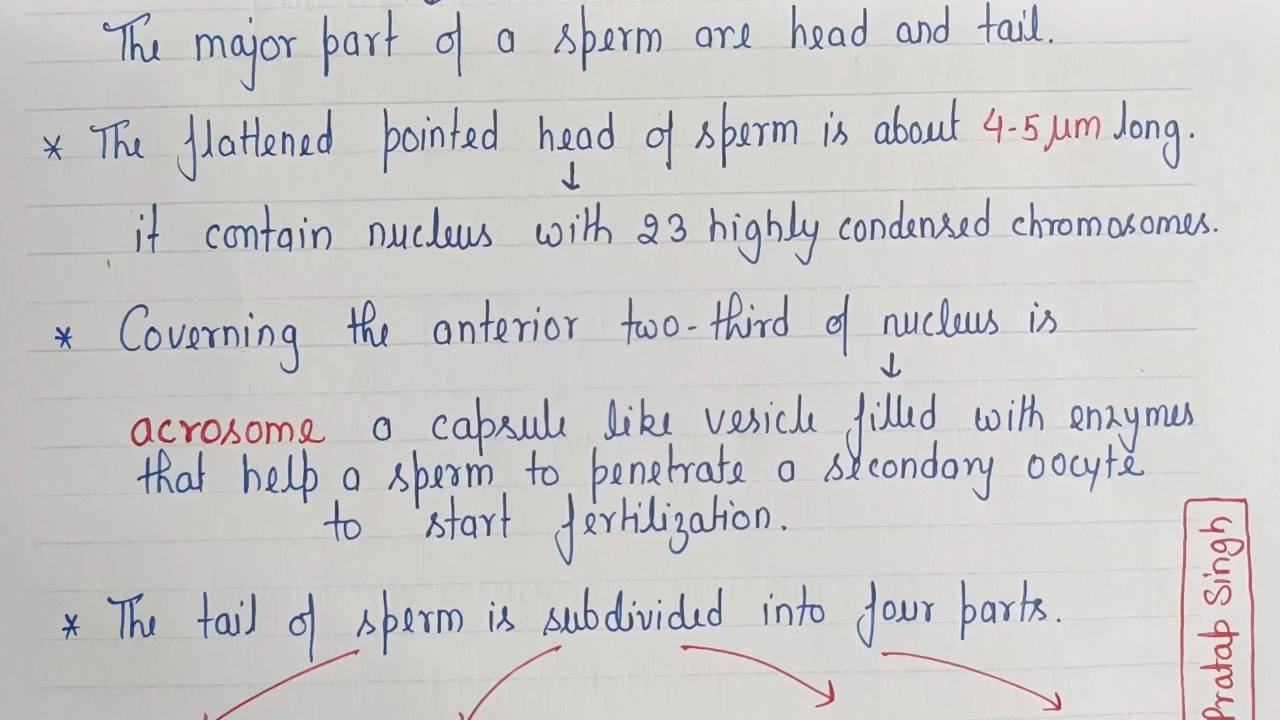 The major part of a sperm are head and tail.
* The flattened pointed head of sperm is about 4-5 μm long.
↓
it contain nucleus with 23 highly condensed chromosomes.
* Coverning the anterior two-third of nucleus is
↓
acrosome a capsule like vesicle filled with enzymes
that help a sperm to penetrate a secondary oocyte
to start fertilization.
* The tail of sperm is subdivided into four parts.
Pratap Singh